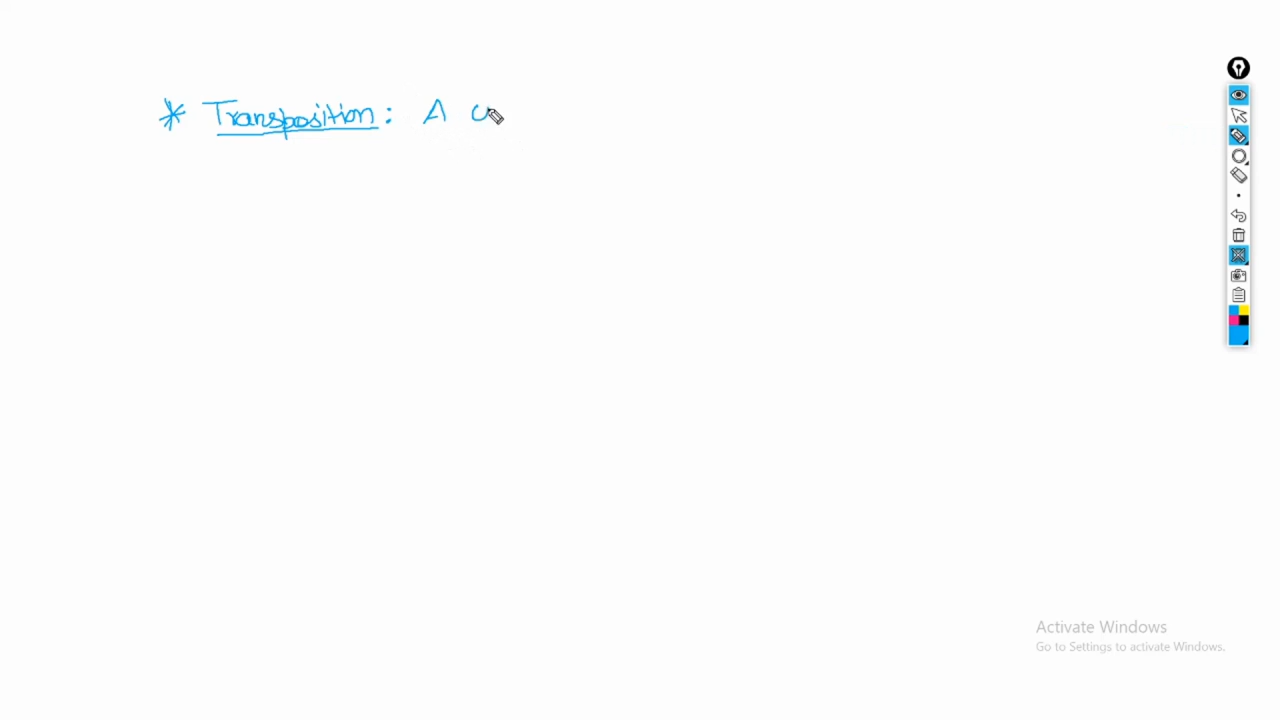 * Transposition: A
Activate Windows
Go to Settings to activate Windows.